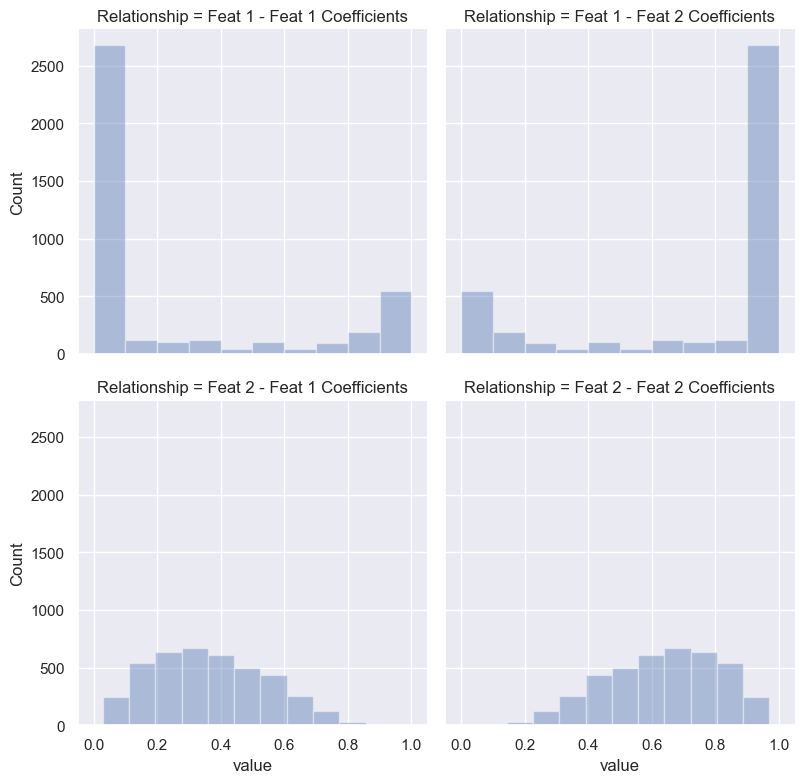 Relationship = Feat 1 - Feat 1 Coefficients
Relationship = Feat 1 - Feat 2 Coefficients
2500
2000
1500
1000
500
0
Count
Relationship = Feat 2 - Feat 1 Coefficients
Relationship = Feat 2 - Feat 2 Coefficients
2500
2000
1500
1000
500
0
Count
0.0 0.2 0.4 0.6 0.8 1.0
0.0 0.2 0.4 0.6 0.8 1.0
value
value